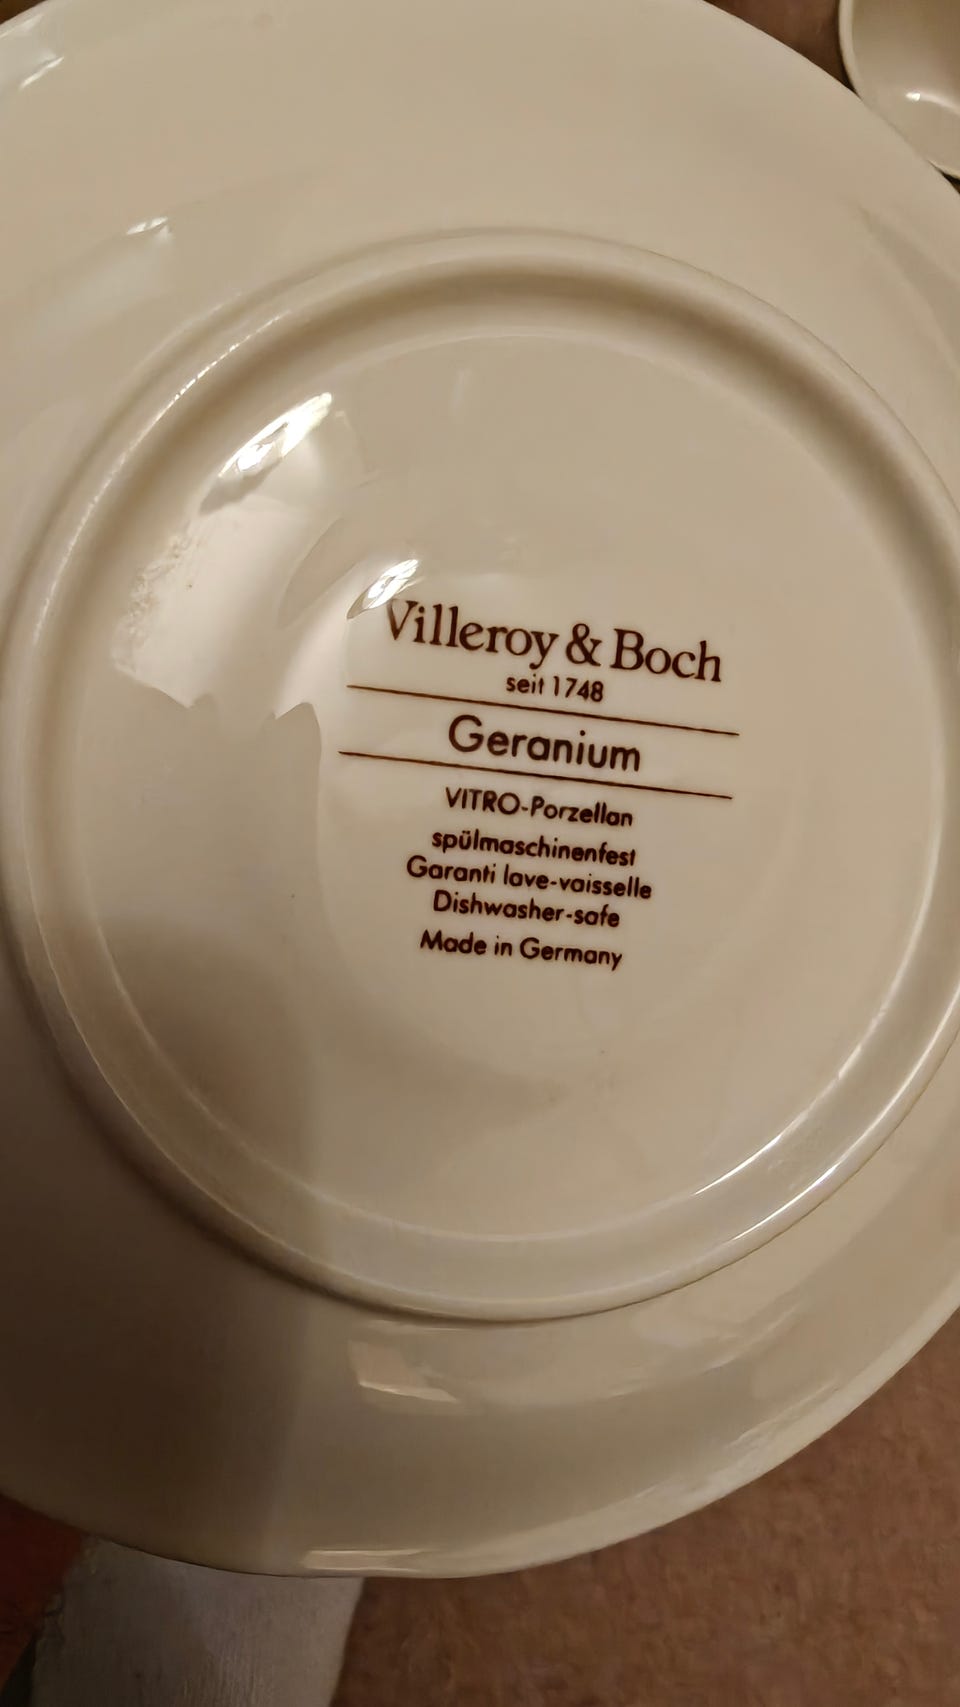 Villeroy & Boch
seit 1748
Geranium
VITRO-Porzellan
spülmaschinenfest
Garanti lave-vaisselle
Dishwasher-safe
Made in Germany